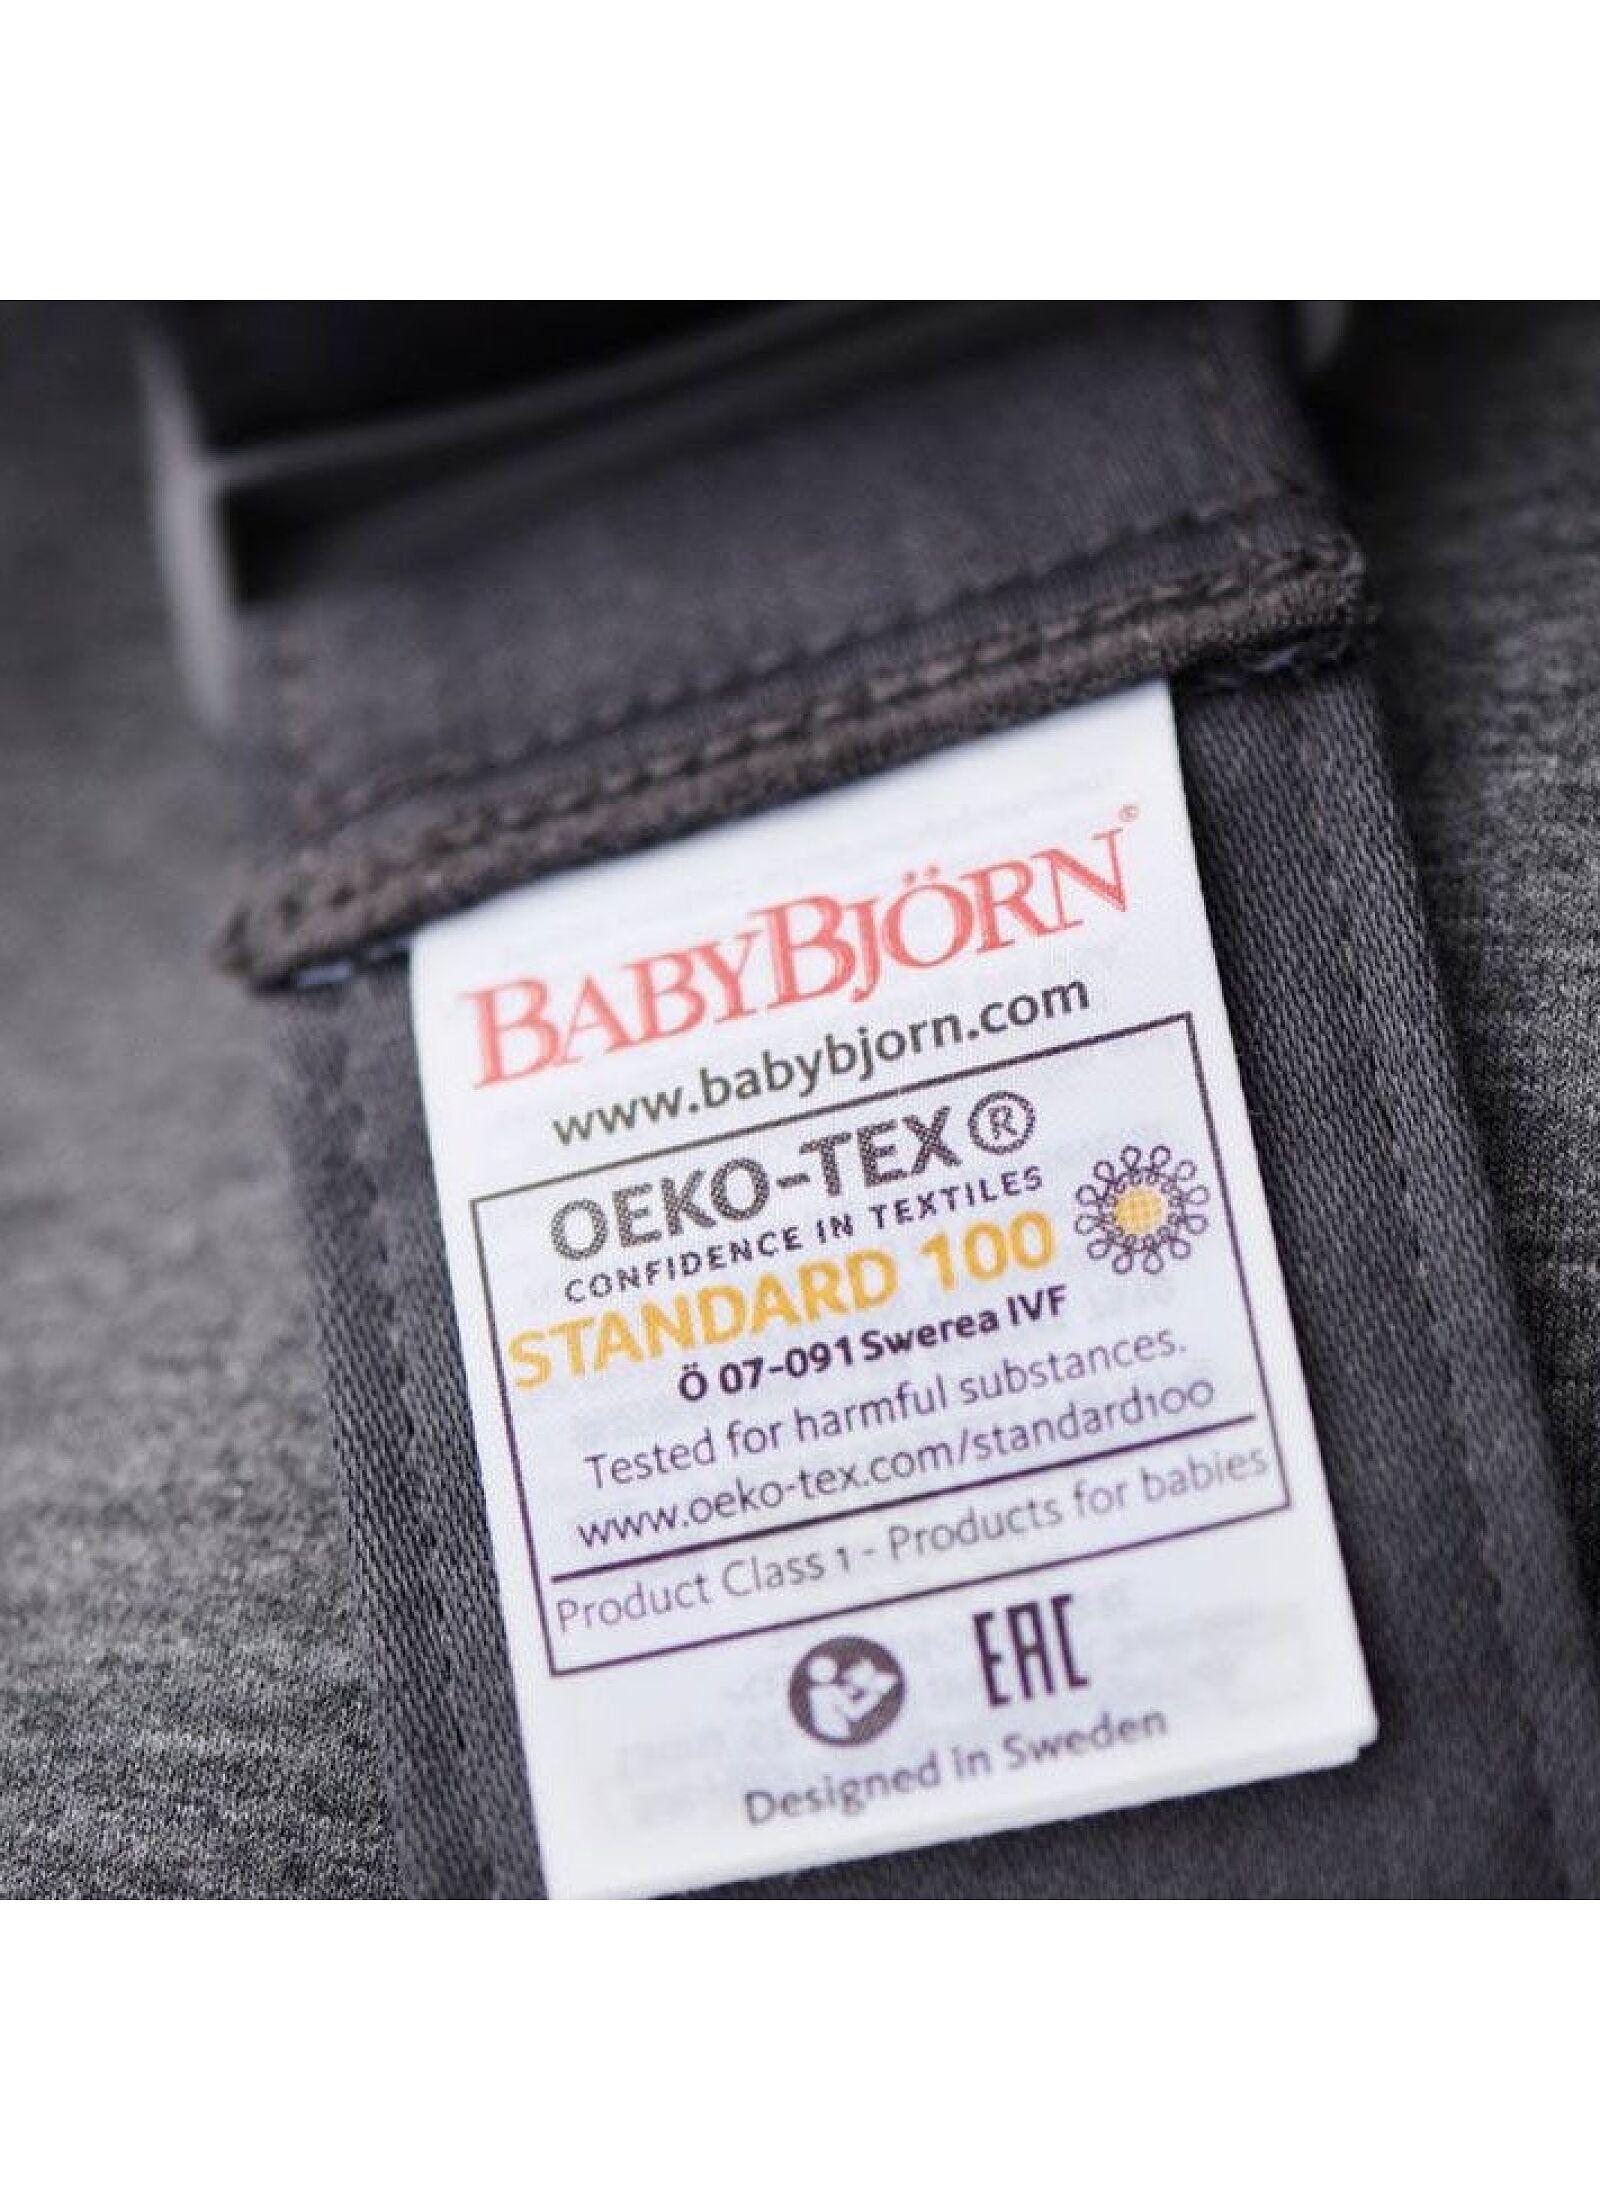 BABYBJÖRN®
www.babybjorn.com
OEKO-TEX®
CONFIDENCE IN TEXTILES
STANDARD 100
Ö 07-091 Swerea IVF
Tested for harmful substances.
www.oeko-tex.com/standard100
Product Class 1 - Products for babies
EAC
Designed in Sweden